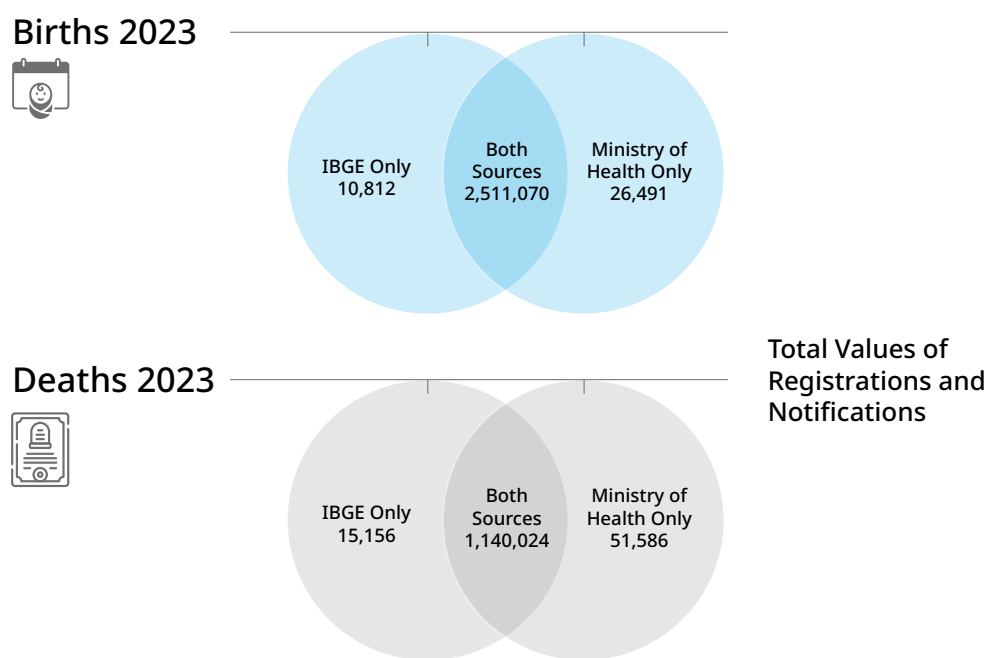 Births 2023
IBGE Only
10,812
Both
Sources
2,511,070
Ministry of
Health Only
26,491
Total Values of
Registrations and
Notifications
Deaths 2023
IBGE Only
15,156
Both
Sources
1,140,024
Ministry of
Health Only
51,586